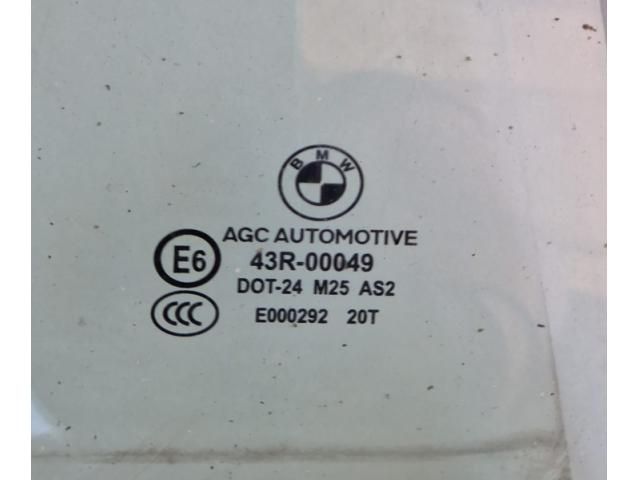 BMW
AGC AUTOMOTIVE
E6 43R-00049
DOT-24 M25 AS2
CCC E000292 20T